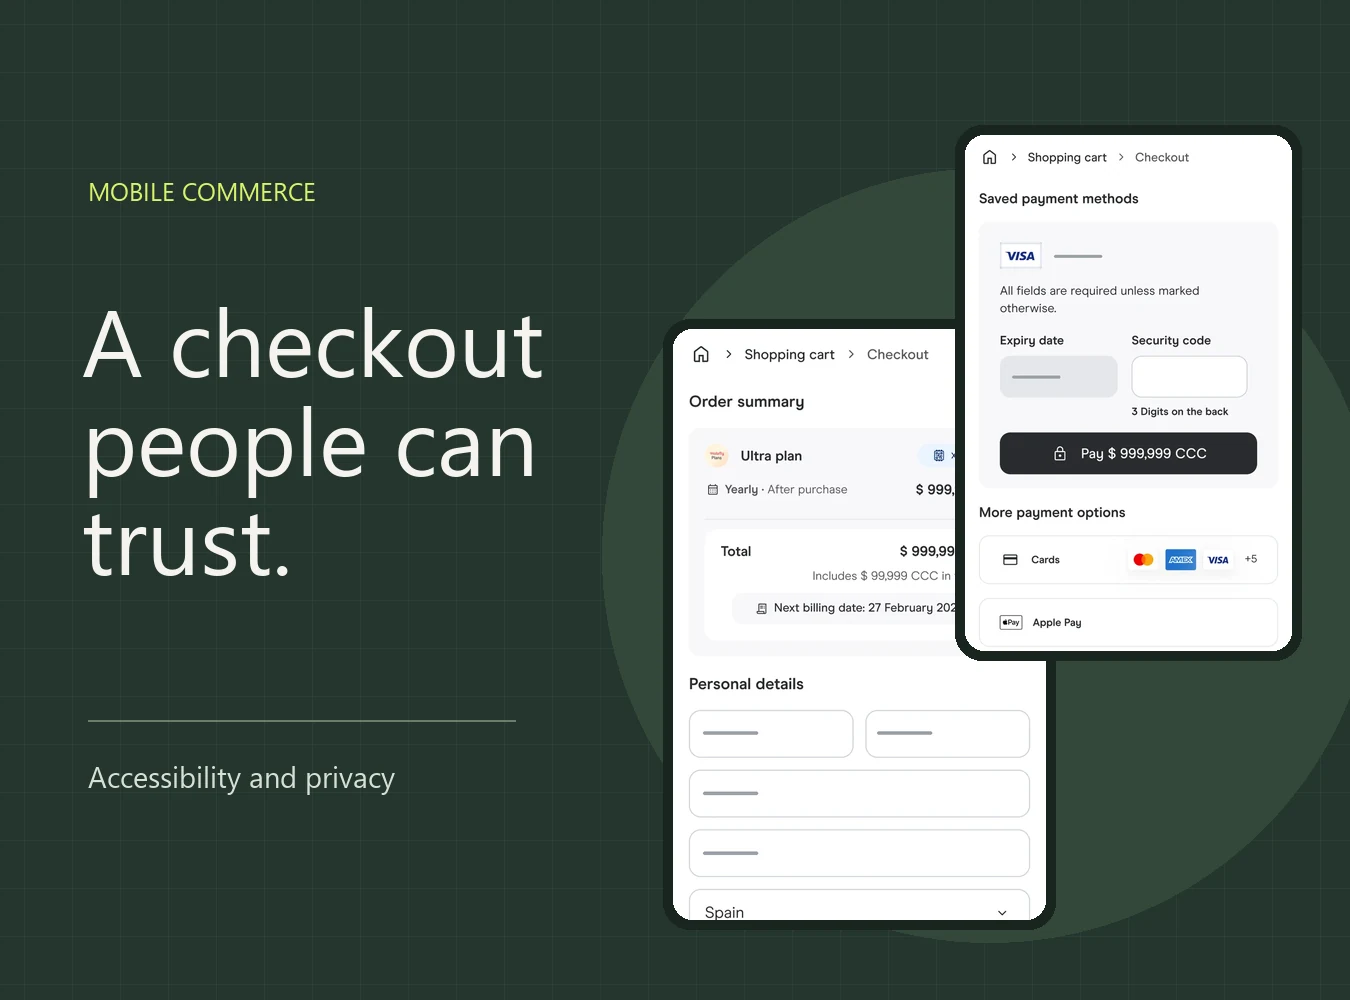 MOBILE COMMERCE
A checkout
people can
trust.
Accessibility and privacy
Shopping cart
Checkout
Order summary
Ultra plan
Yearly · After purchase
$ 999,
Total
$ 999,99
Includes $ 99,999 CCC in
Next billing date: 27 February 202
Personal details
Spain
Shopping cart
Checkout
Saved payment methods
VISA
All fields are required unless marked
otherwise.
Expiry date
Security code
3 Digits on the back
Pay $ 999,999 CCC
More payment options
Cards
AMEX
VISA
+5
Pay
Apple Pay